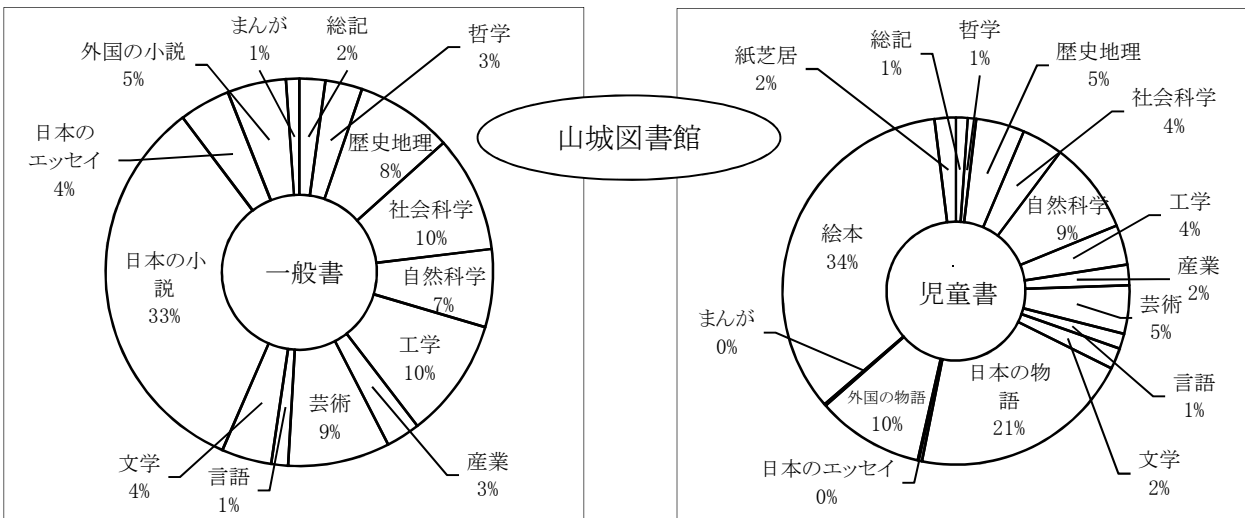 まんが
1%
総記
2%
哲学
3%
外国の小説
5%
歴史地理
8%
日本の
エッセイ
4%
社会科学
10%
自然科学
7%
一般書
日本の小
説
33%
工学
10%
芸術
9%
産業
3%
文学
4%
言語
1%
山城図書館
紙芝居
2%
総記
1%
哲学
1%
歴史地理
5%
社会科学
4%
自然科学
9%
工学
4%
絵本
34%
児童書
産業
2%
芸術
5%
まんが
0%
言語
1%
日本の物
語
21%
外国の物語
10%
文学
2%
日本のエッセイ
0%